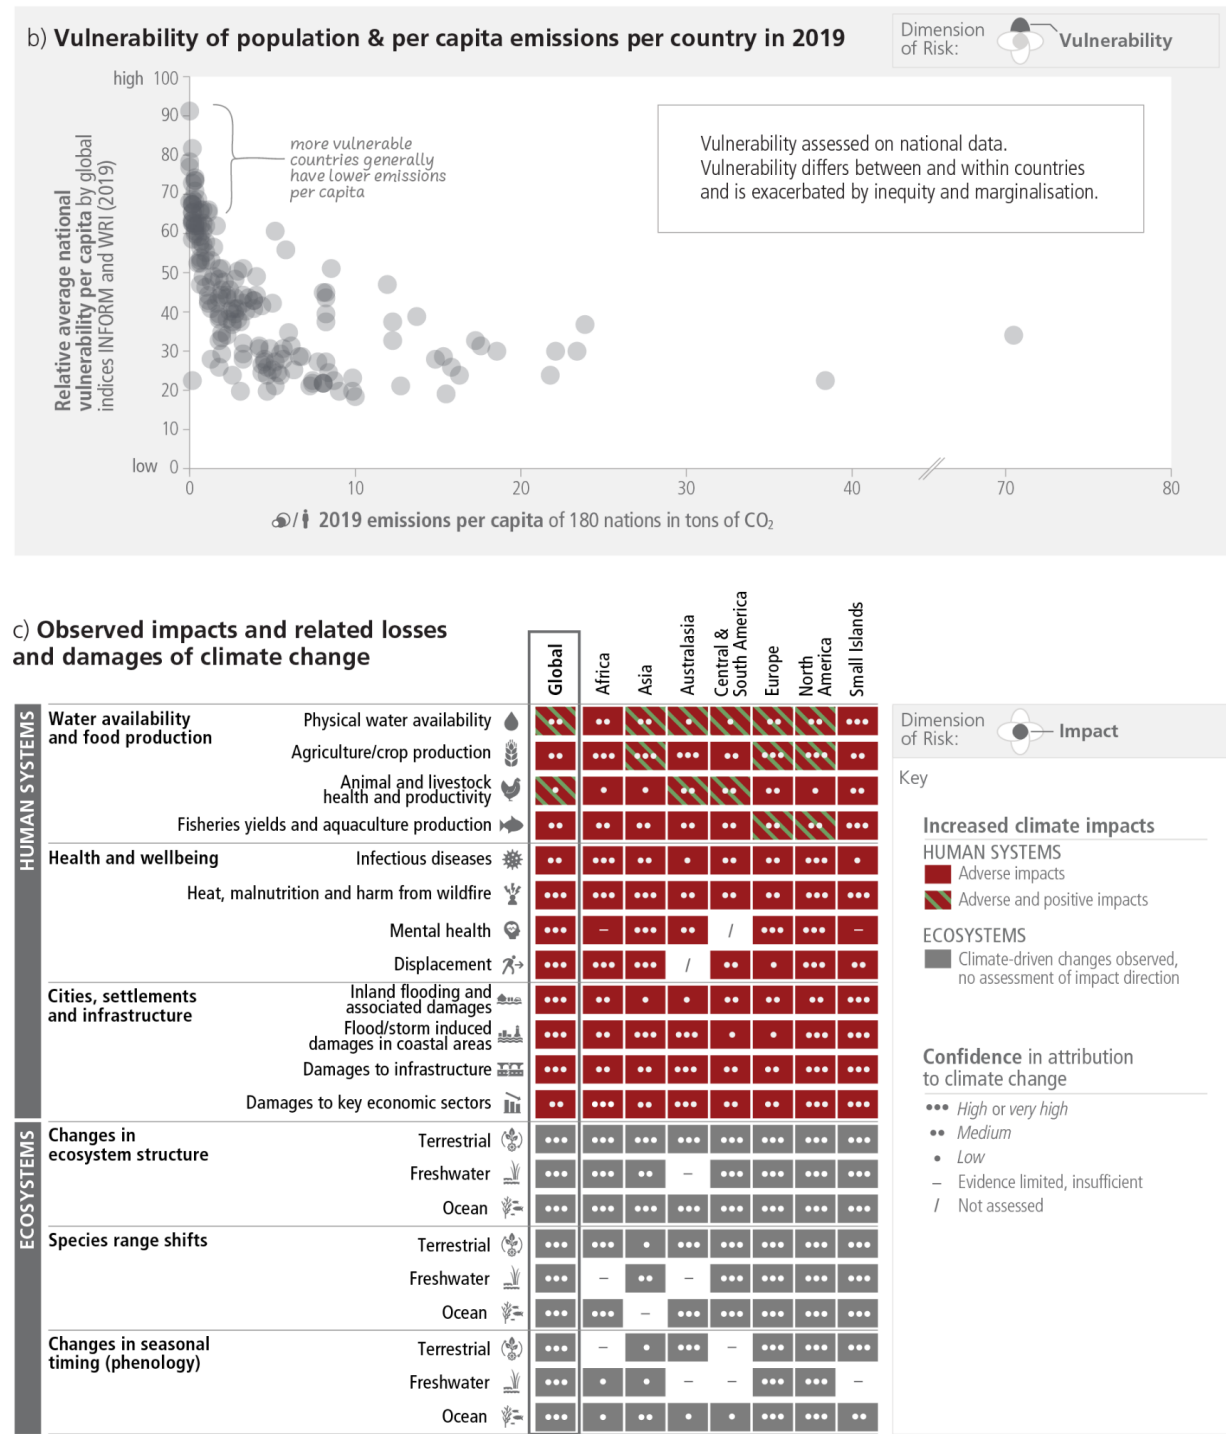 b) Vulnerability of population & per capita emissions per country in 2019
Dimension
of Risk:
Vulnerability
high 100
90
80
70
60
50
40
30
20
10
low 0
Relative average national
vulnerability per capita by global
indices INFORM and WRI (2019)
more vulnerable
countries generally
have lower emissions
per capita
Vulnerability assessed on national data.
Vulnerability differs between and within countries
and is exacerbated by inequity and marginalisation.
0 10 20 30 40 70 80
/ 2019 emissions per capita of 180 nations in tons of CO₂
c) Observed impacts and related losses
and damages of climate change
Global
Africa
Asia
Australasia
Central &
South America
Europe
North
America
Small Islands
HUMAN SYSTEMS
Water availability
and food production
Physical water availability
Agriculture/crop production
Animal and livestock
health and productivity
Fisheries yields and aquaculture production
Health and wellbeing
Infectious diseases
Heat, malnutrition and harm from wildfire
Mental health
– / –
Displacement
/
Cities, settlements
and infrastructure
Inland flooding and
associated damages
Flood/storm induced
damages in coastal areas
Damages to infrastructure
Damages to key economic sectors
ECOSYSTEMS
Changes in
ecosystem structure
Terrestrial
Freshwater
–
Ocean
Species range shifts
Terrestrial
Freshwater
– –
Ocean
–
Changes in seasonal
timing (phenology)
Terrestrial
– –
Freshwater
– – –
Ocean
Dimension
of Risk:
Impact
Key
Increased climate impacts
HUMAN SYSTEMS
Adverse impacts
Adverse and positive impacts
ECOSYSTEMS
Climate-driven changes observed,
no assessment of impact direction
Confidence in attribution
to climate change
••• High or very high
•• Medium
• Low
– Evidence limited, insufficient
/ Not assessed